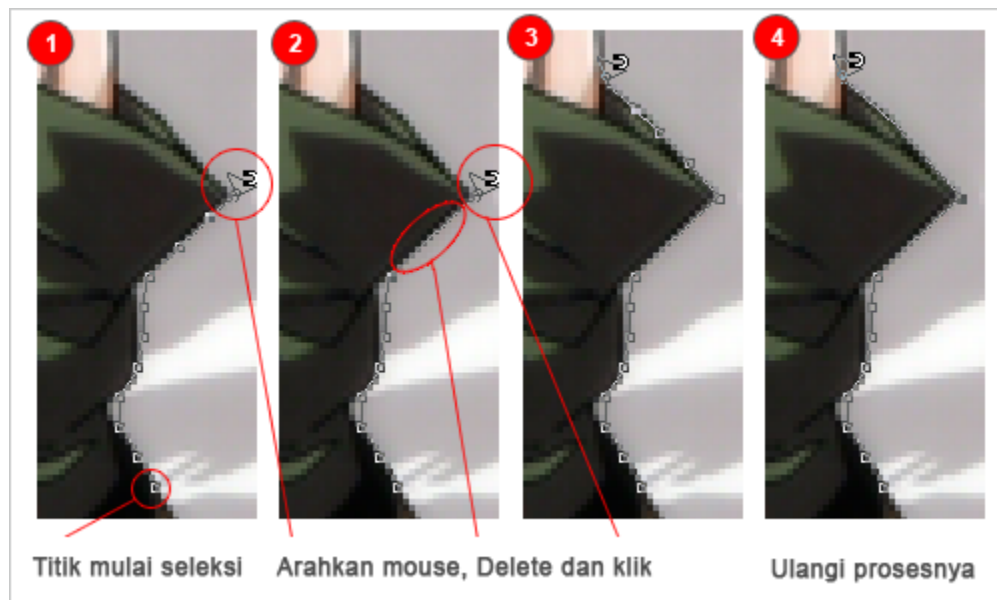 1 2 3 4
Titik mulai seleksi Arahkan mouse, Delete dan klik Ulangi prosesnya